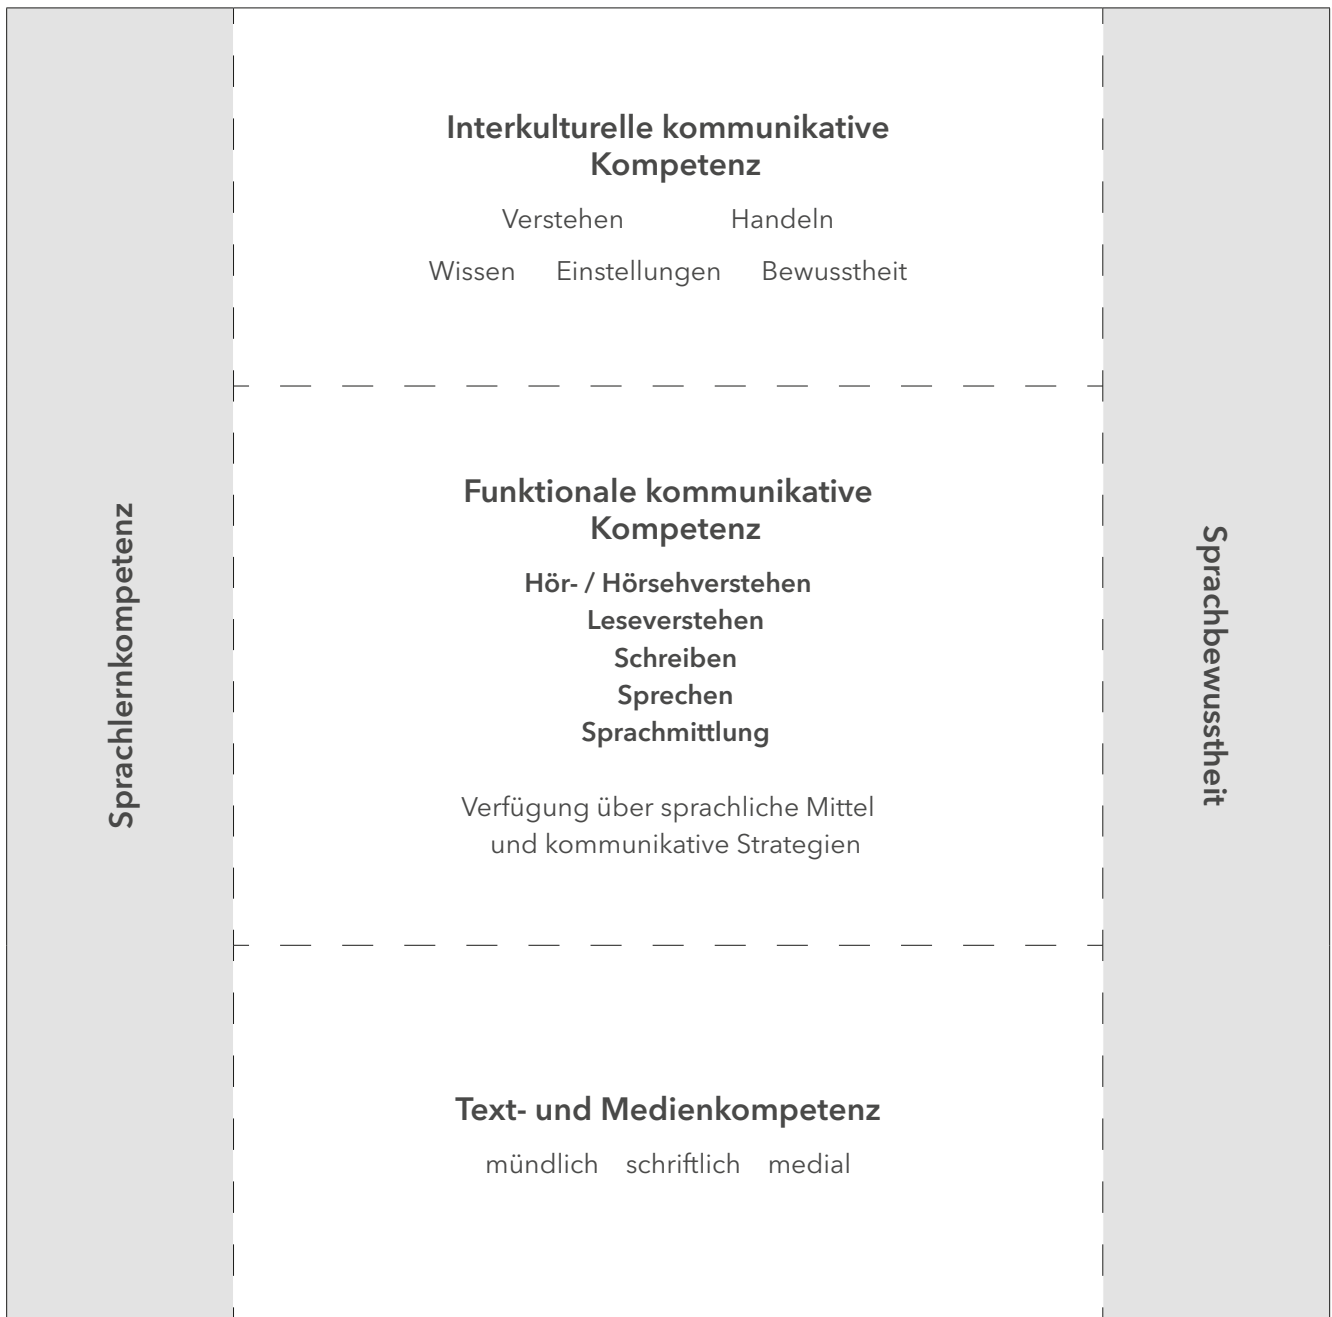 Interkulturelle kommunikative
Kompetenz
Verstehen Handeln
Wissen Einstellungen Bewusstheit
Sprachlernkompetenz
Funktionale kommunikative
Kompetenz
Hör- / Hörsehverstehen
Leseverstehen
Schreiben
Sprechen
Sprachmittlung
Verfügung über sprachliche Mittel
und kommunikative Strategien
Sprachbewusstheit
Text- und Medienkompetenz
mündlich schriftlich medial